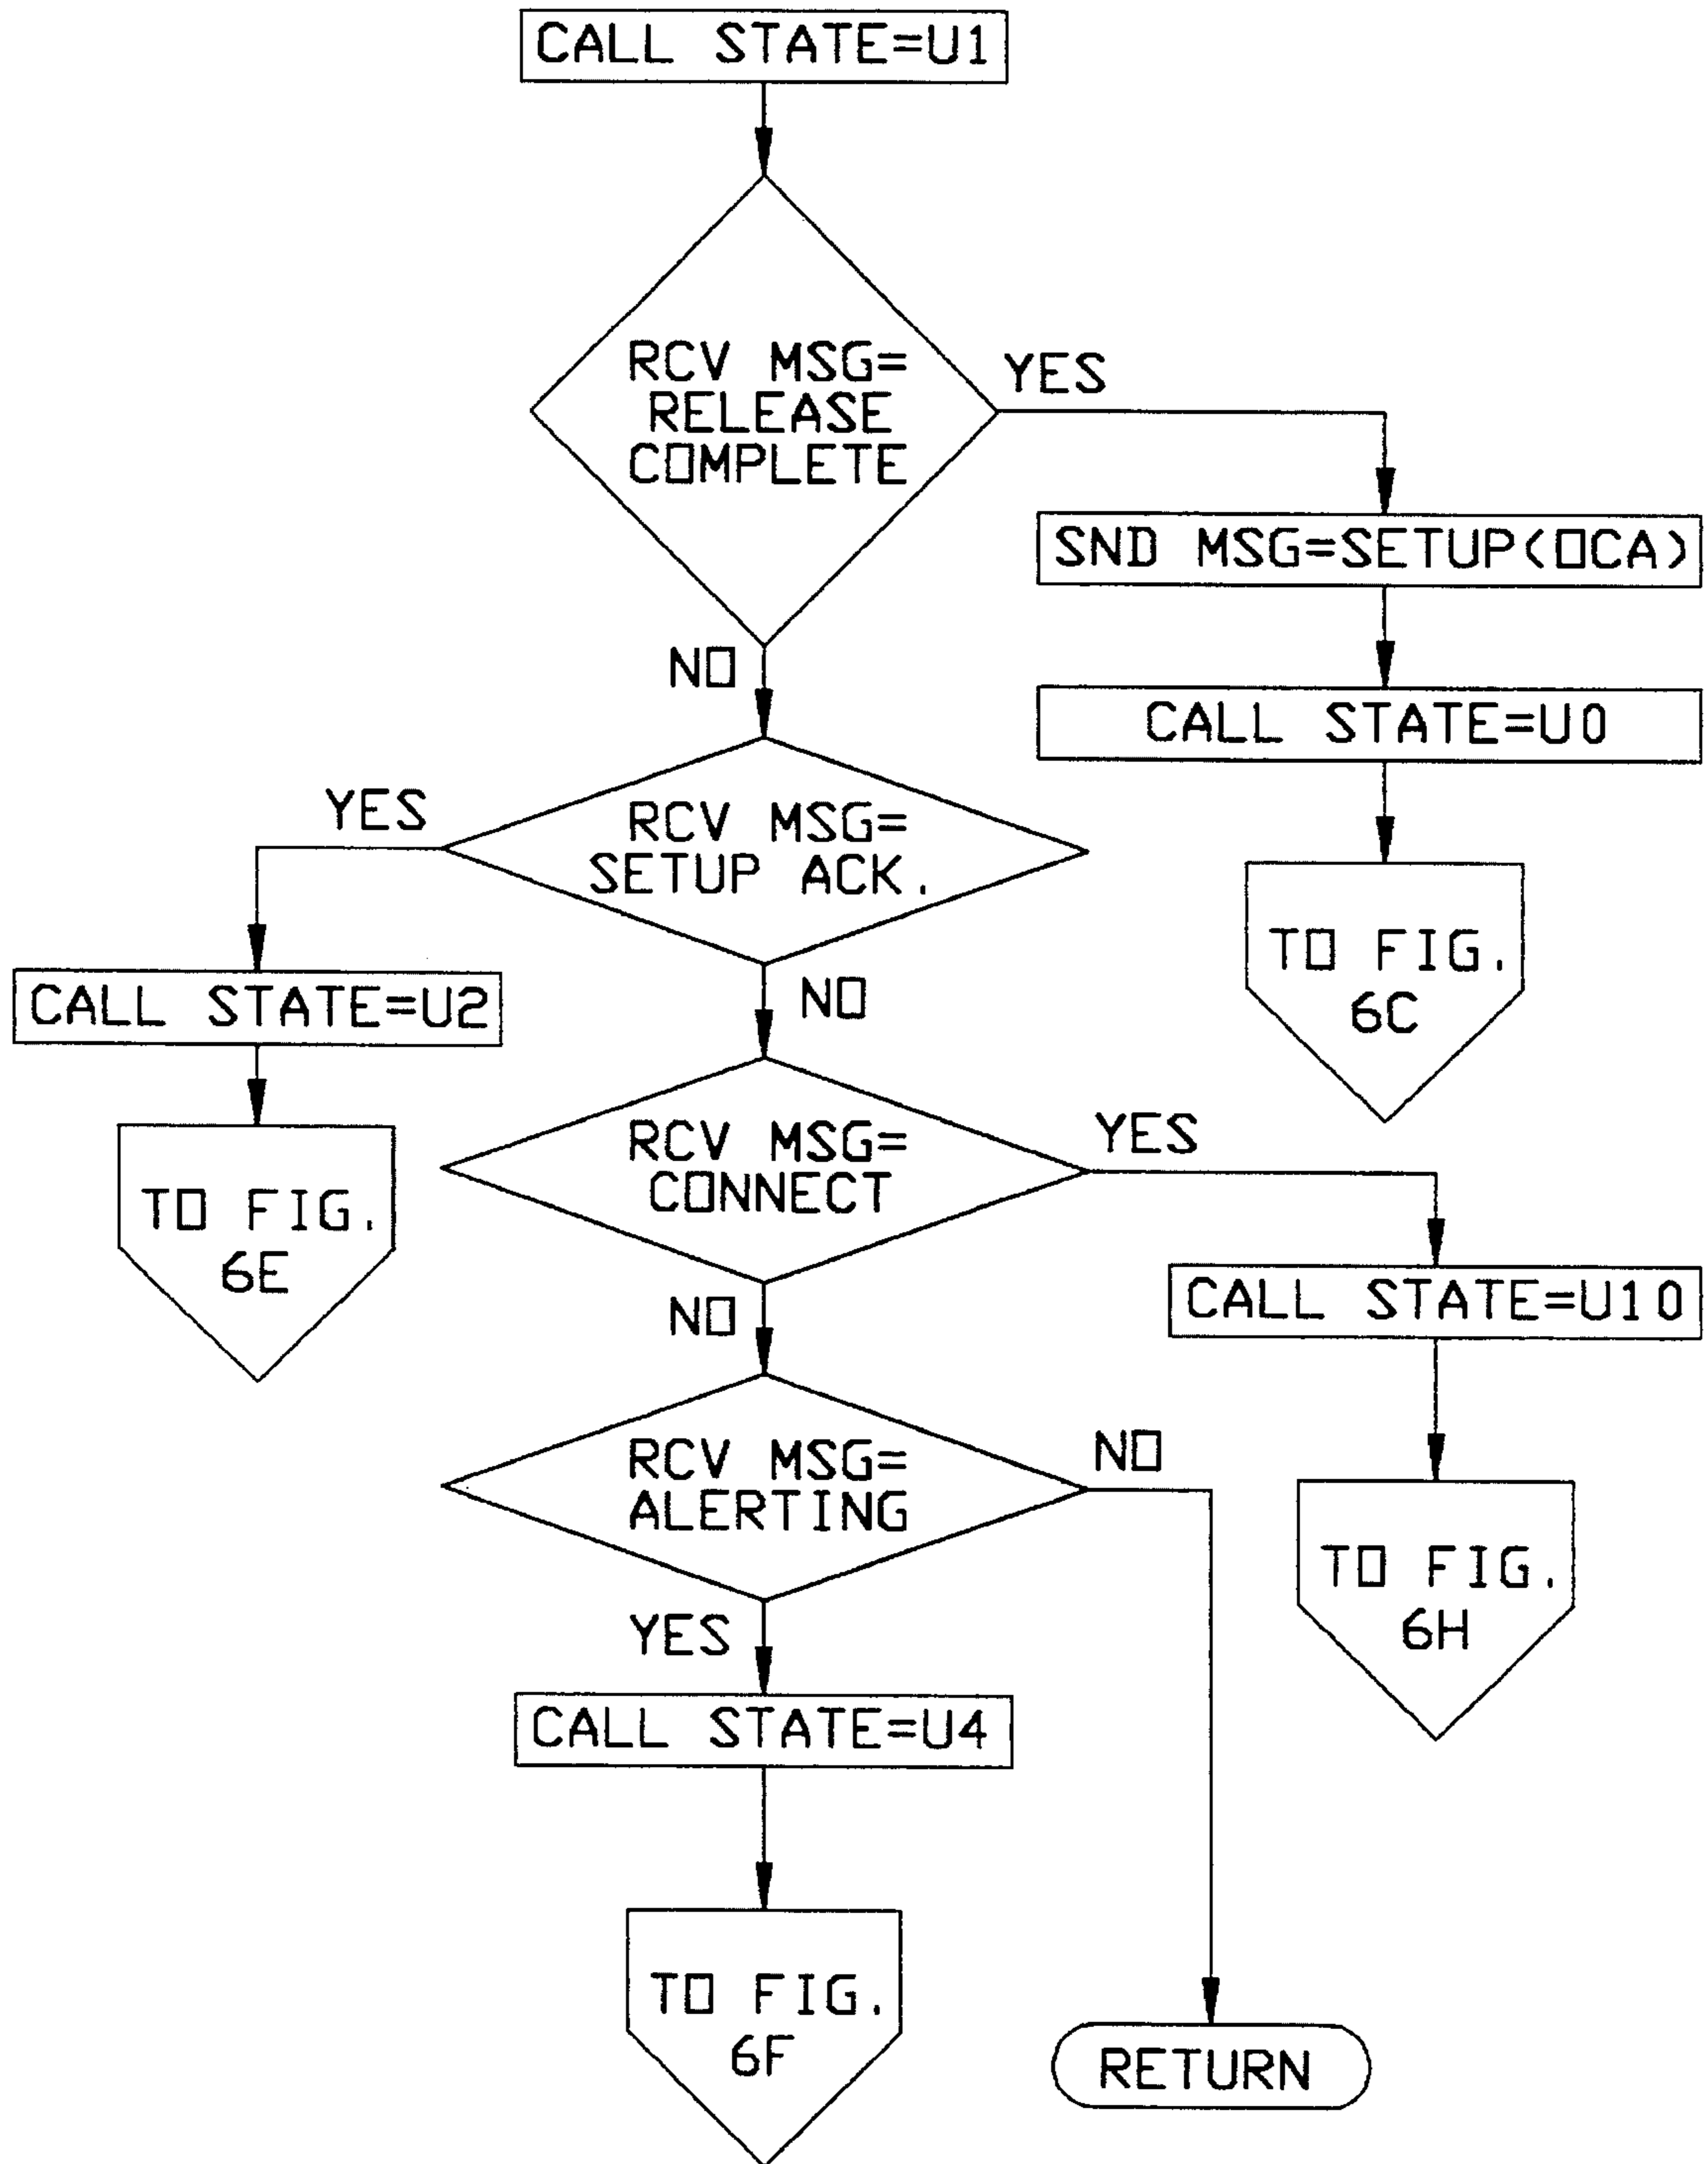 CALL STATE=U1
RCV MSG=
RELEASE
COMPLETE
YES
SND MSG=SETUP(OCA)
NO
CALL STATE=U0
YES
RCV MSG=
SETUP ACK.
TO FIG.
6C
NO
CALL STATE=U2
RCV MSG=
CONNECT
YES
TO FIG.
6E
NO
CALL STATE=U10
RCV MSG=
ALERTING
NO
TO FIG.
6H
YES
CALL STATE=U4
TO FIG.
6F
RETURN